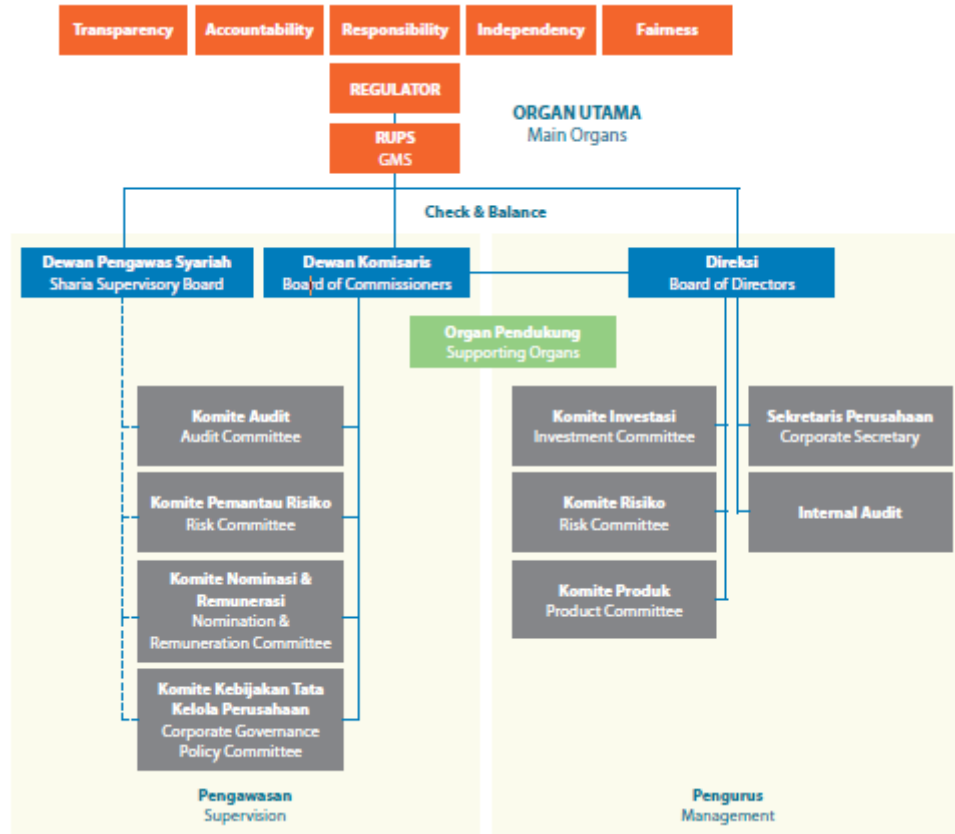 Transparency
Accountability
Responsibility
Independency
Fairness
REGULATOR
RUPS
GMS
ORGAN UTAMA
Main Organs
Check & Balance
Dewan Pengawas Syariah
Sharia Supervisory Board
Dewan Komisaris
Board of Commissioners
Direksi
Board of Directors
Organ Pendukung
Supporting Organs
Komite Audit
Audit Committee
Komite Pemantau Risiko
Risk Committee
Komite Nominasi &
Remunerasi
Nomination &
Remuneration Committee
Komite Kebijakan Tata
Kelola Perusahaan
Corporate Governance
Policy Committee
Komite Investasi
Investment Committee
Komite Risiko
Risk Committee
Komite Produk
Product Committee
Sekretaris Perusahaan
Corporate Secretary
Internal Audit
Pengawasan
Supervision
Pengurus
Management